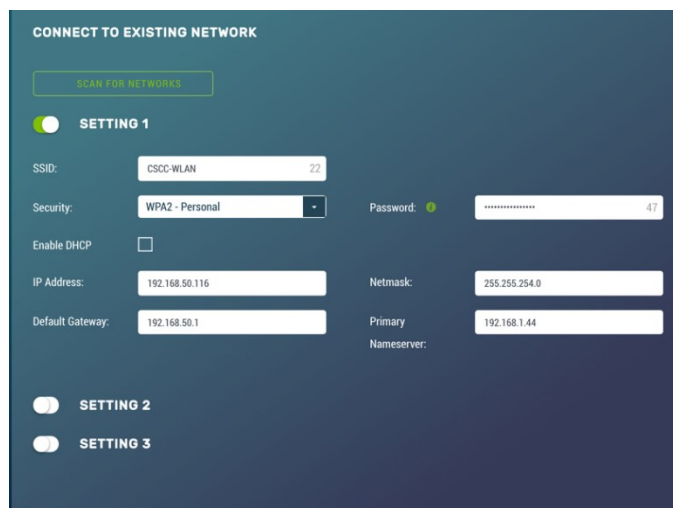 CONNECT TO EXISTING NETWORK
SCAN FOR NETWORKS
SETTING 1
SSID: CSCC-WLAN 22
Security: WPA2 - Personal Password: 47
Enable DHCP
IP Address: 192.168.50.116 Netmask: 255.255.254.0
Default Gateway: 192.168.50.1 Primary Nameserver: 192.168.1.44
SETTING 2
SETTING 3